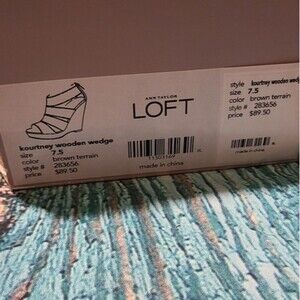 kourtney wooden wedge
size 7.5
color brown terrain
style # 283656
price $89.50
ANN TAYLOR
LOFT
made in china
style kourtney wooden wedge
size 7.5
color brown terrain
style # 283656
price $89.50
made in china